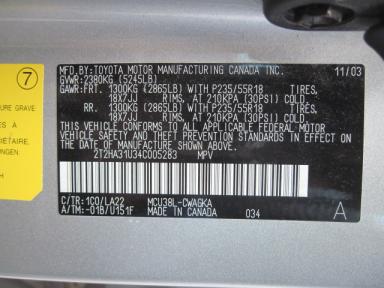 MFD.BY:TOYOTA MOTOR MANUFACTURING CANADA INC. 11/03
GVWR:2380KG (5245LB)
GAWR:FRT. 1300KG (2865LB) WITH P235/55R18 TIRES,
18X7JJ RIMS, AT 210KPA (30PSI) COLD.
RR. 1300KG (2865LB) WITH P235/55R18 TIRES,
18X7JJ RIMS, AT 210KPA (30PSI) COLD.
THIS VEHICLE CONFORMS TO ALL APPLICABLE FEDERAL MOTOR
VEHICLE SAFETY AND THEFT PREVENTION STANDARDS IN EFFECT
ON THE DATE OF MANUFACTURE SHOWN ABOVE.
2T2HA31U34C005283 MPV
C/TR:1C0/LA22 MCU38L-CWAGKA
A/TM:-01B/U151F MADE IN CANADA 034 A
7
URE GRAVE